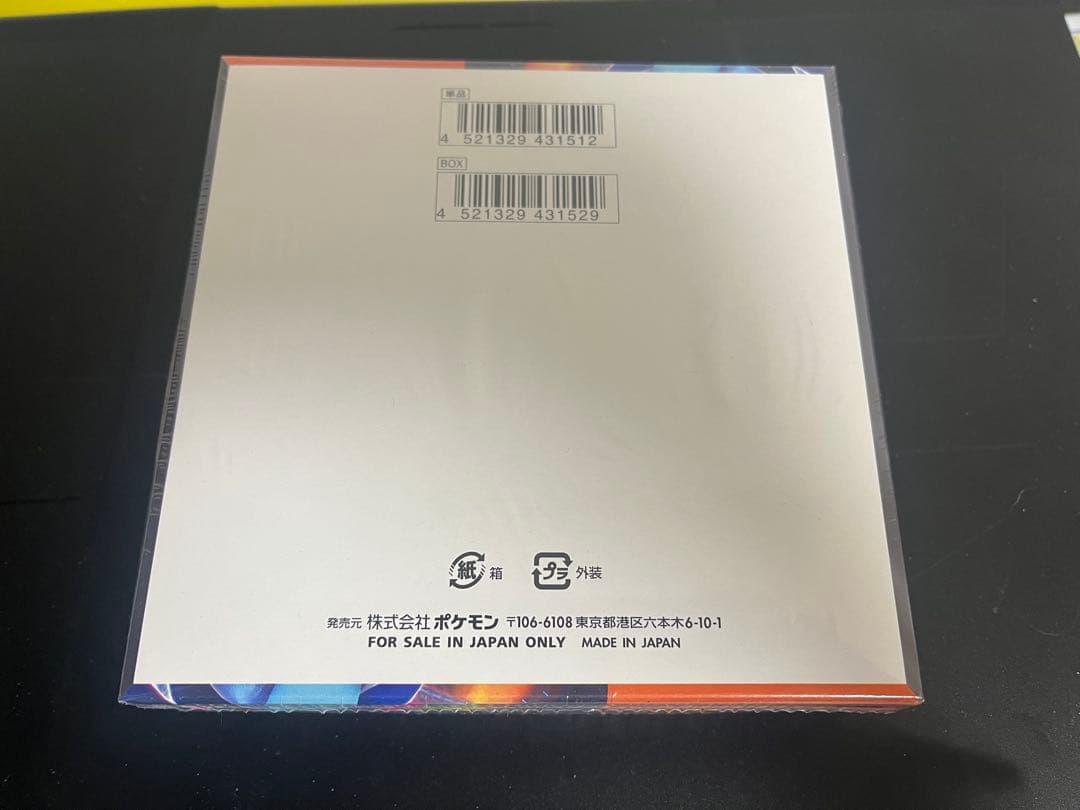 単品
4 521329 431512
BOX
4 521329 431529
紙 箱 プラ 外装
発売元 株式会社 ポケモン 〒106-6108 東京都港区六本木6-10-1
FOR SALE IN JAPAN ONLY MADE IN JAPAN